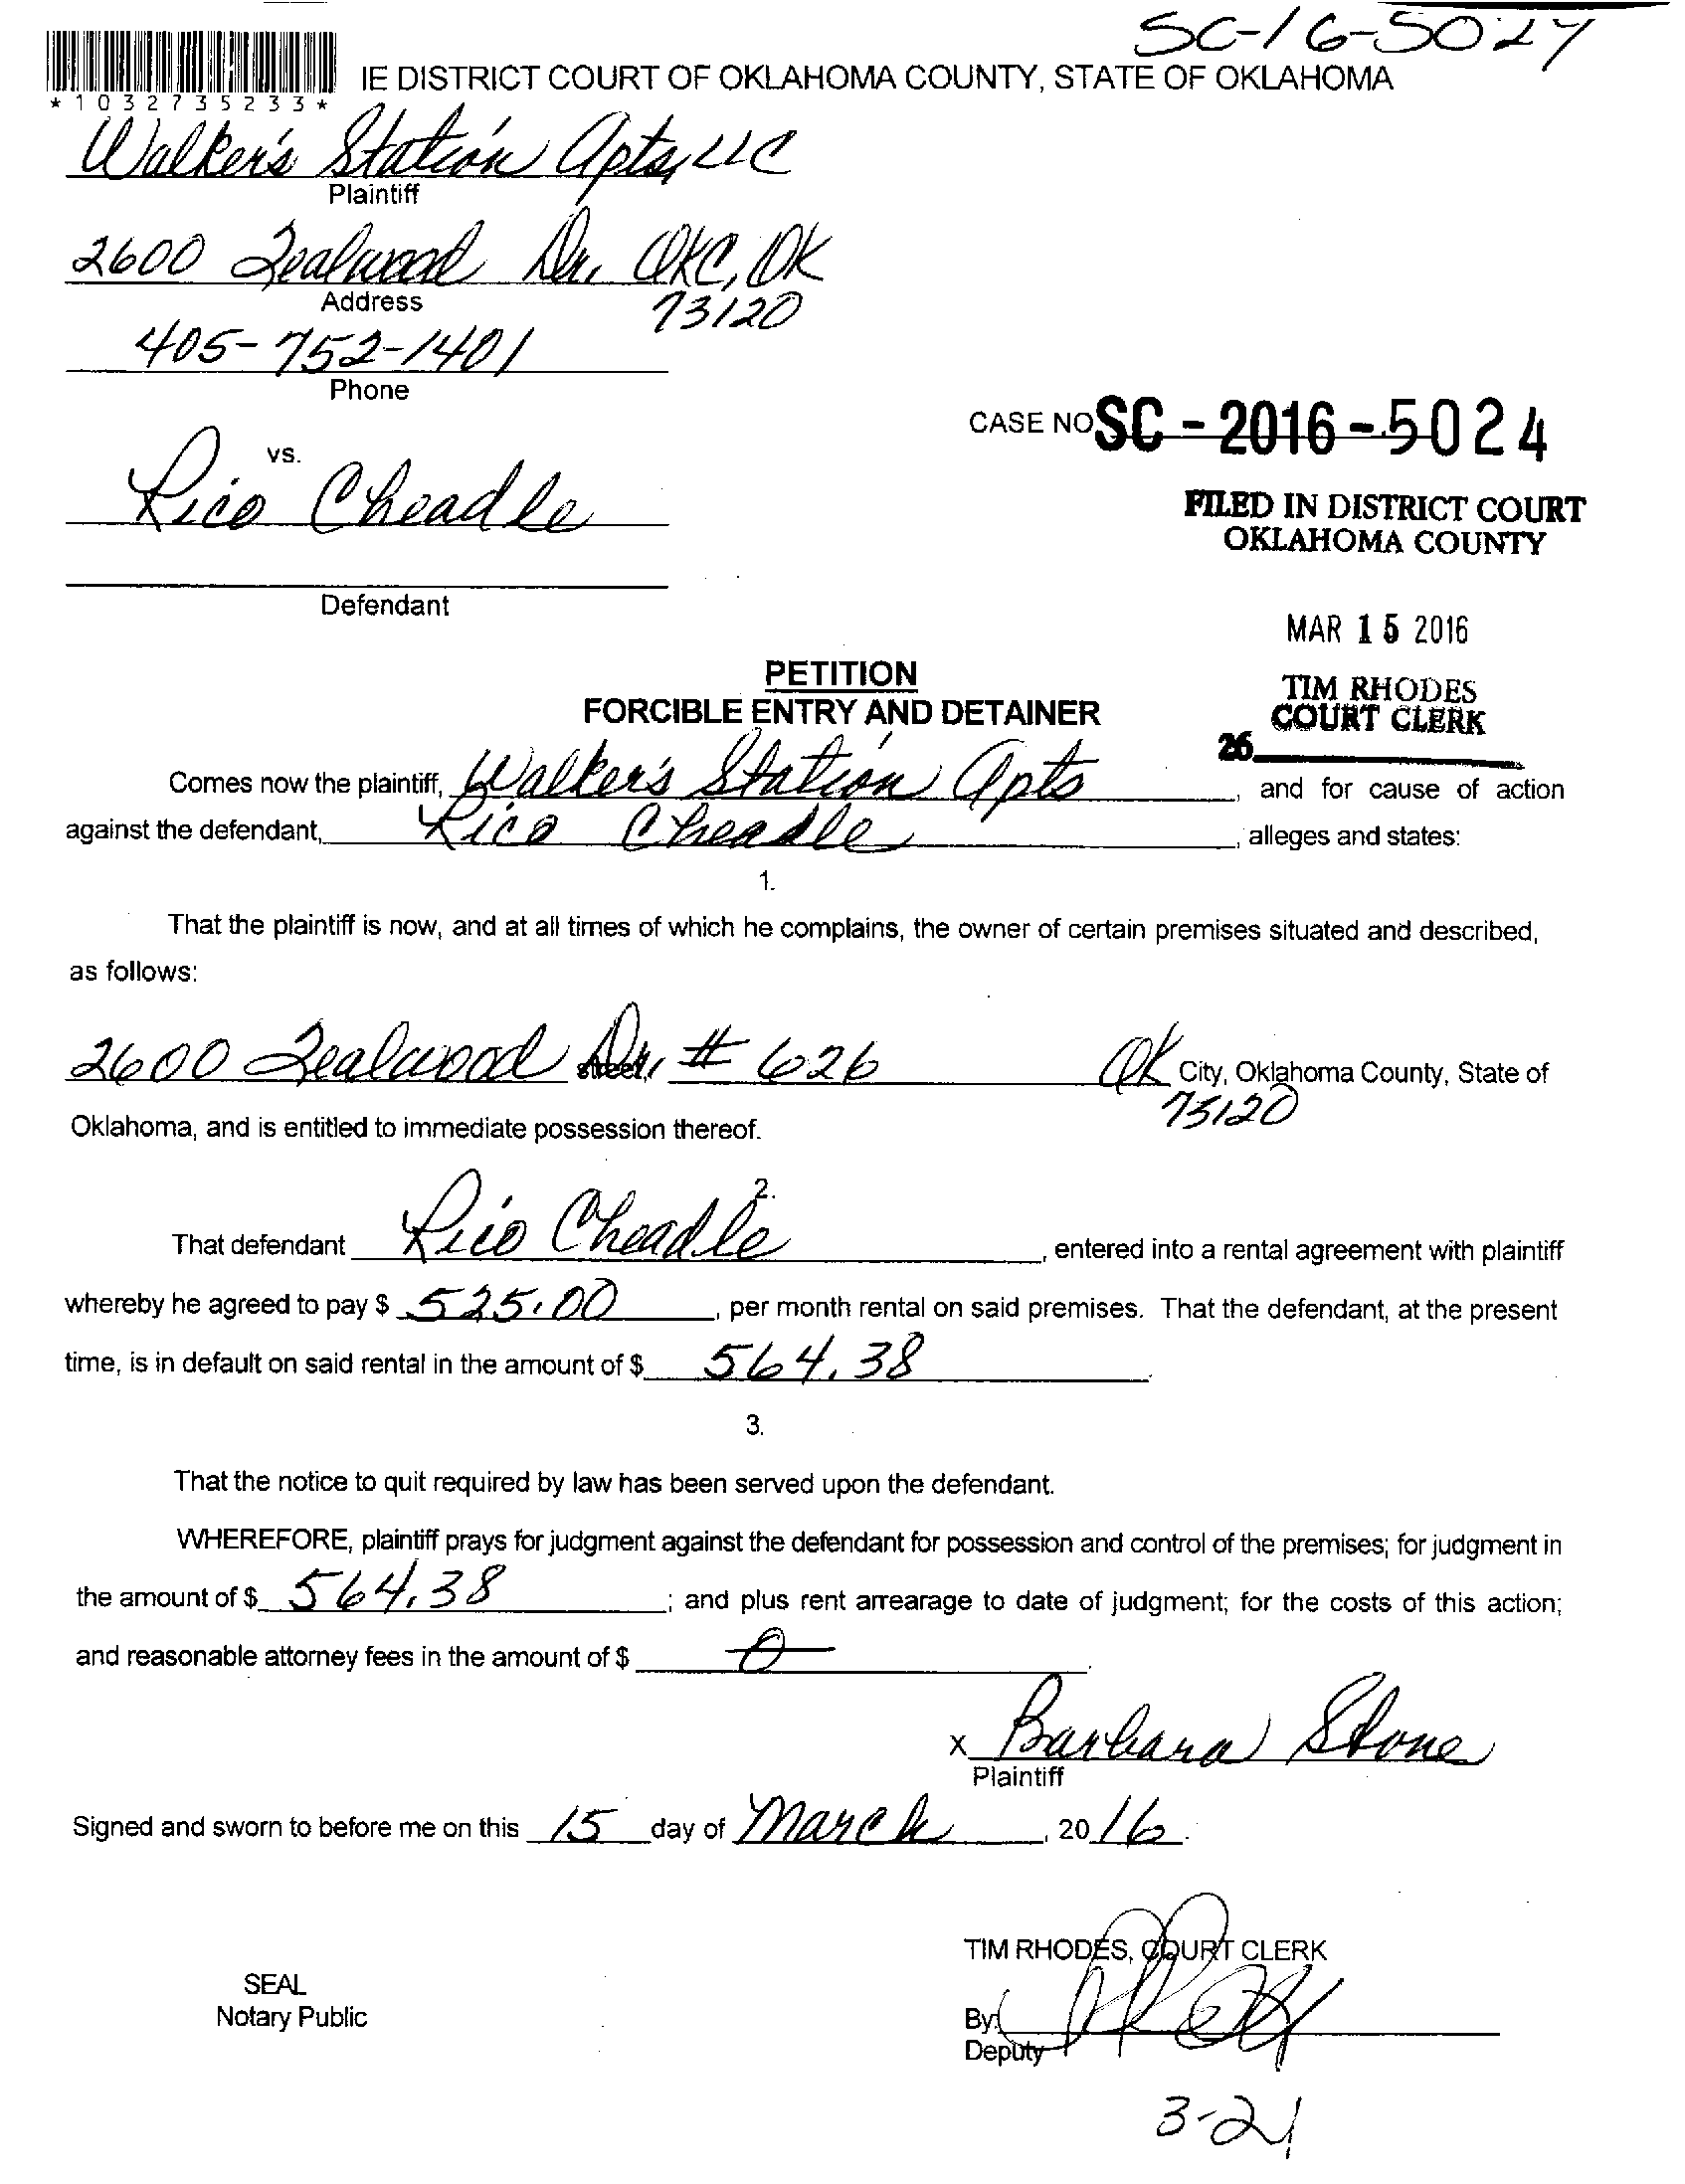 SC-16-5024
IE DISTRICT COURT OF OKLAHOMA COUNTY, STATE OF OKLAHOMA
*1032735233*
Walker's Station Apts, LLC
Plaintiff
2600 Zealwood Dr. OKC, OK
Address
73120
405-752-1401
Phone
CASE NO SC-2016-5024
vs.
Rico Cheadle
FILED IN DISTRICT COURT
OKLAHOMA COUNTY
Defendant
MAR 15 2016
PETITION
FORCIBLE ENTRY AND DETAINER
TIM RHODES
COURT CLERK
26
Comes now the plaintiff, Walker's Station Apts, and for cause of action
against the defendant, Rico Cheadle, alleges and states:
1.
That the plaintiff is now, and at all times of which he complains, the owner of certain premises situated and described,
as follows:
2600 Zealwood Dr. # 626 OK City, Oklahoma County, State of
73120
Oklahoma, and is entitled to immediate possession thereof.
2.
That defendant Rico Cheadle, entered into a rental agreement with plaintiff
whereby he agreed to pay $ 525.00, per month rental on said premises. That the defendant, at the present
time, is in default on said rental in the amount of $ 564.38.
3.
That the notice to quit required by law has been served upon the defendant.
WHEREFORE, plaintiff prays for judgment against the defendant for possession and control of the premises; for judgment in
the amount of $ 564.38; and plus rent arrearage to date of judgment; for the costs of this action;
and reasonable attorney fees in the amount of $ 0.
x Barbara Stone
Plaintiff
Signed and sworn to before me on this 15 day of March, 2016.
TIM RHODES, COURT CLERK
SEAL
Notary Public
By:
Deputy
3-21